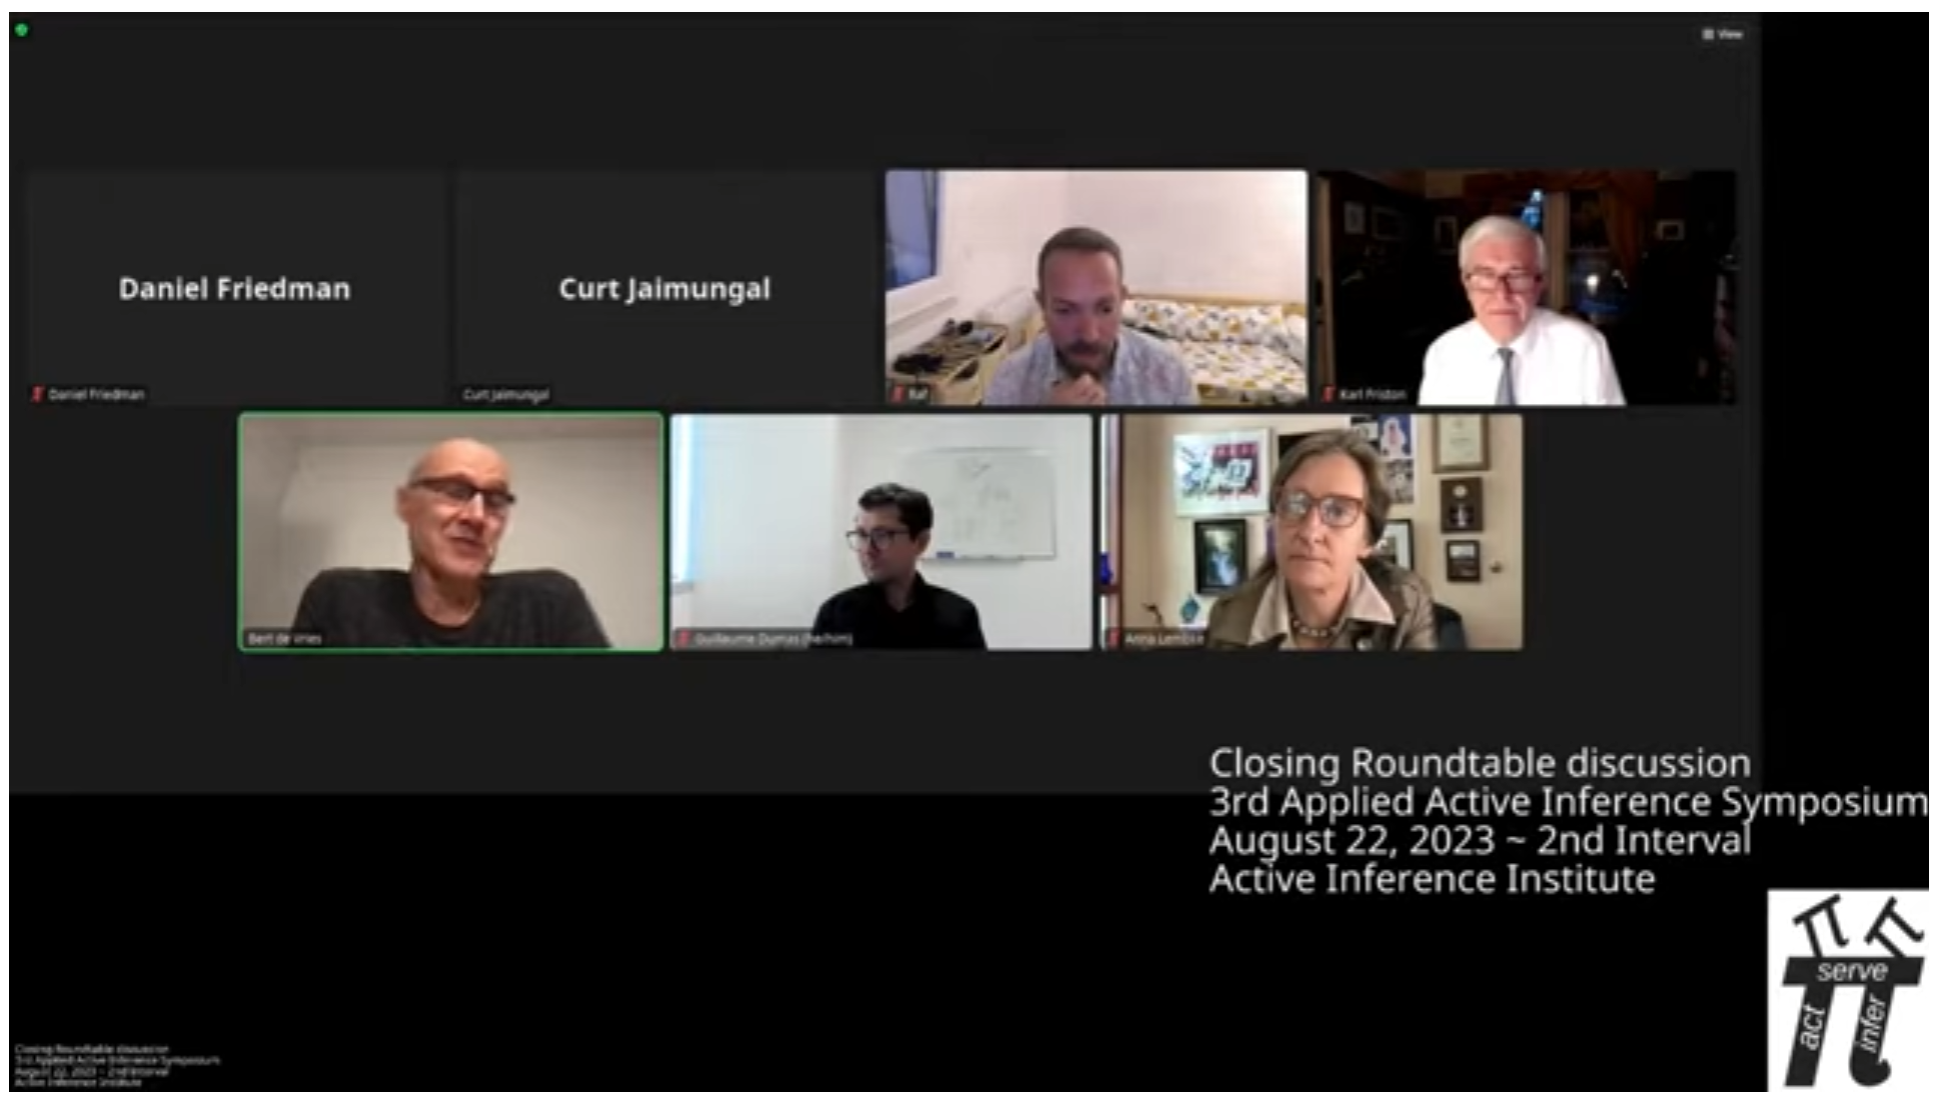 View
Daniel Friedman
Curt Jaimungal
Daniel Friedman
Curt Jaimungal
Raf
Karl Friston
Bert de Vries
Guillaume Dumas (he/him)
Anna Lembke
Closing Roundtable discussion
3rd Applied Active Inference Symposium
August 22, 2023 ~ 2nd Interval
Active Inference Institute
serve
act
infer
Closing Roundtable discussion
3rd Applied Active Inference Symposium
August 22, 2023 ~ 2nd Interval
Active Inference Institute